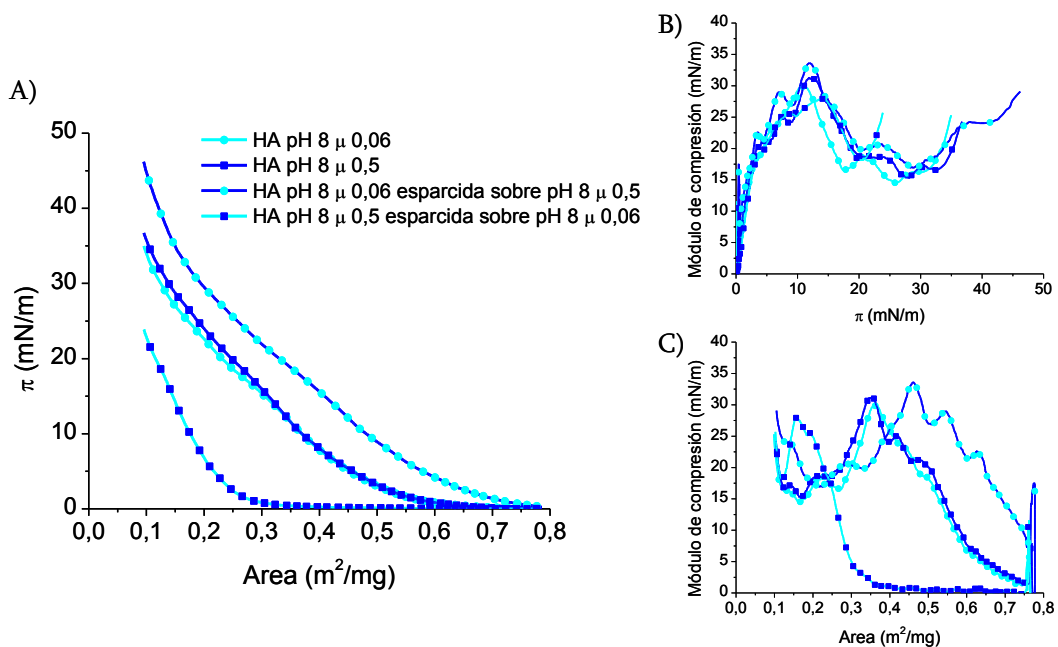 A)
50
40
30
20
10
0
0,0 0,1 0,2 0,3 0,4 0,5 0,6 0,7 0,8
π (mN/m)
Area (m²/mg)
HA pH 8 μ 0,06
HA pH 8 μ 0,5
HA pH 8 μ 0,06 esparcida sobre pH 8 μ 0,5
HA pH 8 μ 0,5 esparcida sobre pH 8 μ 0,06
B)
40
35
30
25
20
15
10
5
0
0 10 20 30 40 50
Módulo de compresión (mN/m)
π (mN/m)
C)
40
35
30
25
20
15
10
5
0
0,0 0,1 0,2 0,3 0,4 0,5 0,6 0,7 0,8
Módulo de compresión (mN/m)
Area (m²/mg)